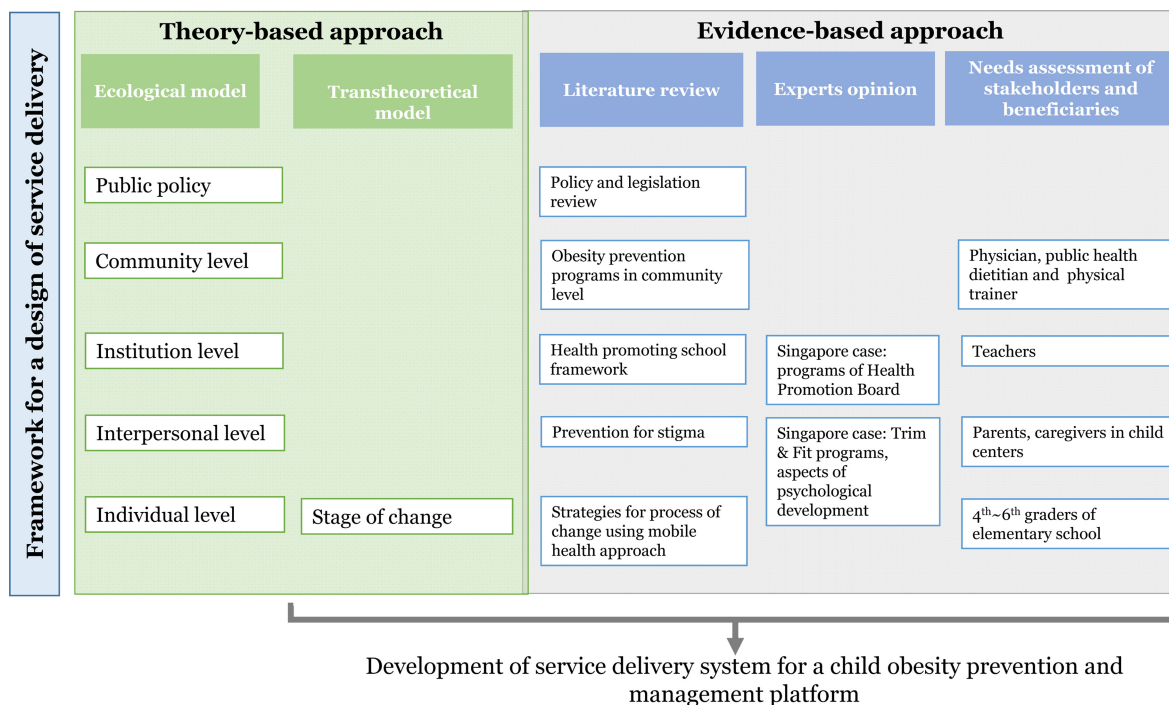 Framework for a design of service delivery
Theory-based approach
Evidence-based approach
Ecological model
Transtheoretical
model
Literature review
Experts opinion
Needs assessment of
stakeholders and
beneficiaries
Public policy
Policy and legislation
review
Community level
Obesity prevention
programs in community
level
Physician, public health
dietitian and physical
trainer
Institution level
Health promoting school
framework
Singapore case:
programs of Health
Promotion Board
Teachers
Interpersonal level
Prevention for stigma
Singapore case: Trim
& Fit programs,
aspects of
psychological
development
Parents, caregivers in child
centers
Individual level
Stage of change
Strategies for process of
change using mobile
health approach
4th~6th graders of
elementary school
Development of service delivery system for a child obesity prevention and
management platform